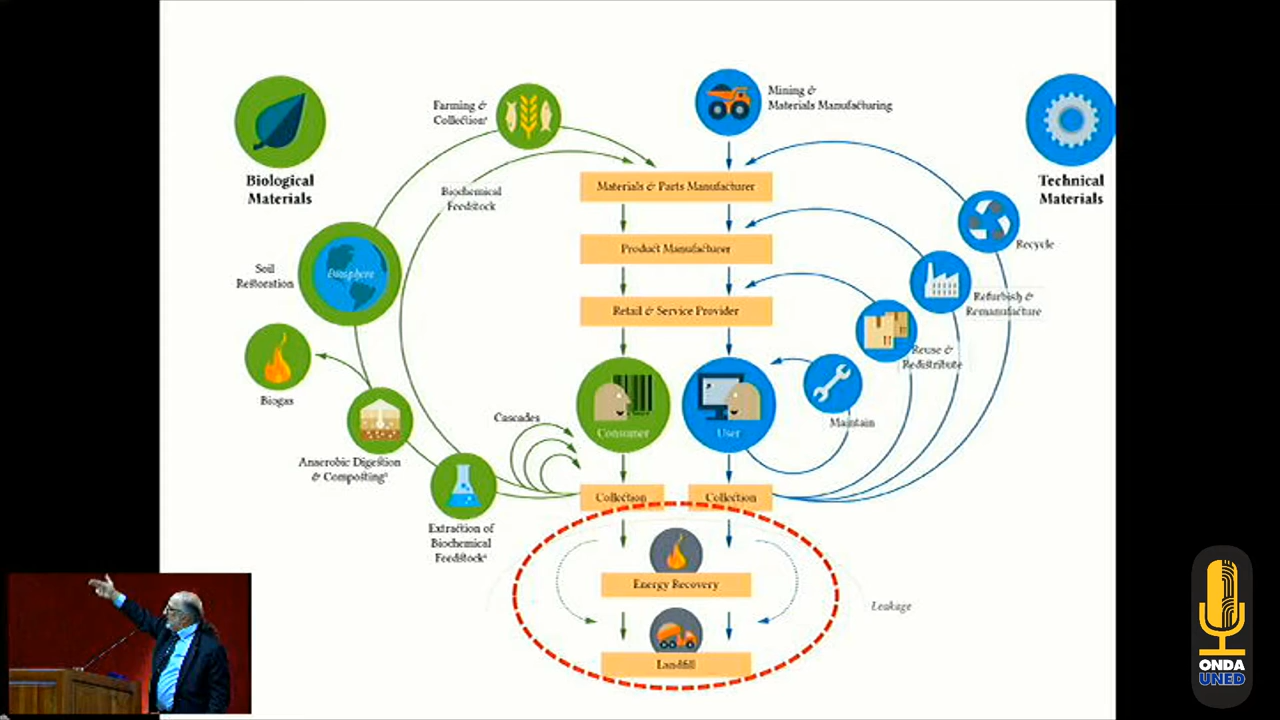 Farming &
Collection¹
Mining &
Materials Manufacturing
Biological
Materials
Technical
Materials
Biochemical
Feedstock
Materials & Parts Manufacturer
Recycle
Product Manufacturer
Soil
Restoration
Biosphere
Refurbish &
Remanufacture
Retail & Service Provider
Reuse &
Redistribute
Biogas
Cascades
Consumer
User
Maintain
Anaerobic Digestion
& Composting
Collection
Collection
Extraction of
Biochemical
Feedstock
Energy Recovery
Leakage
Landfill
ONDA
UNED